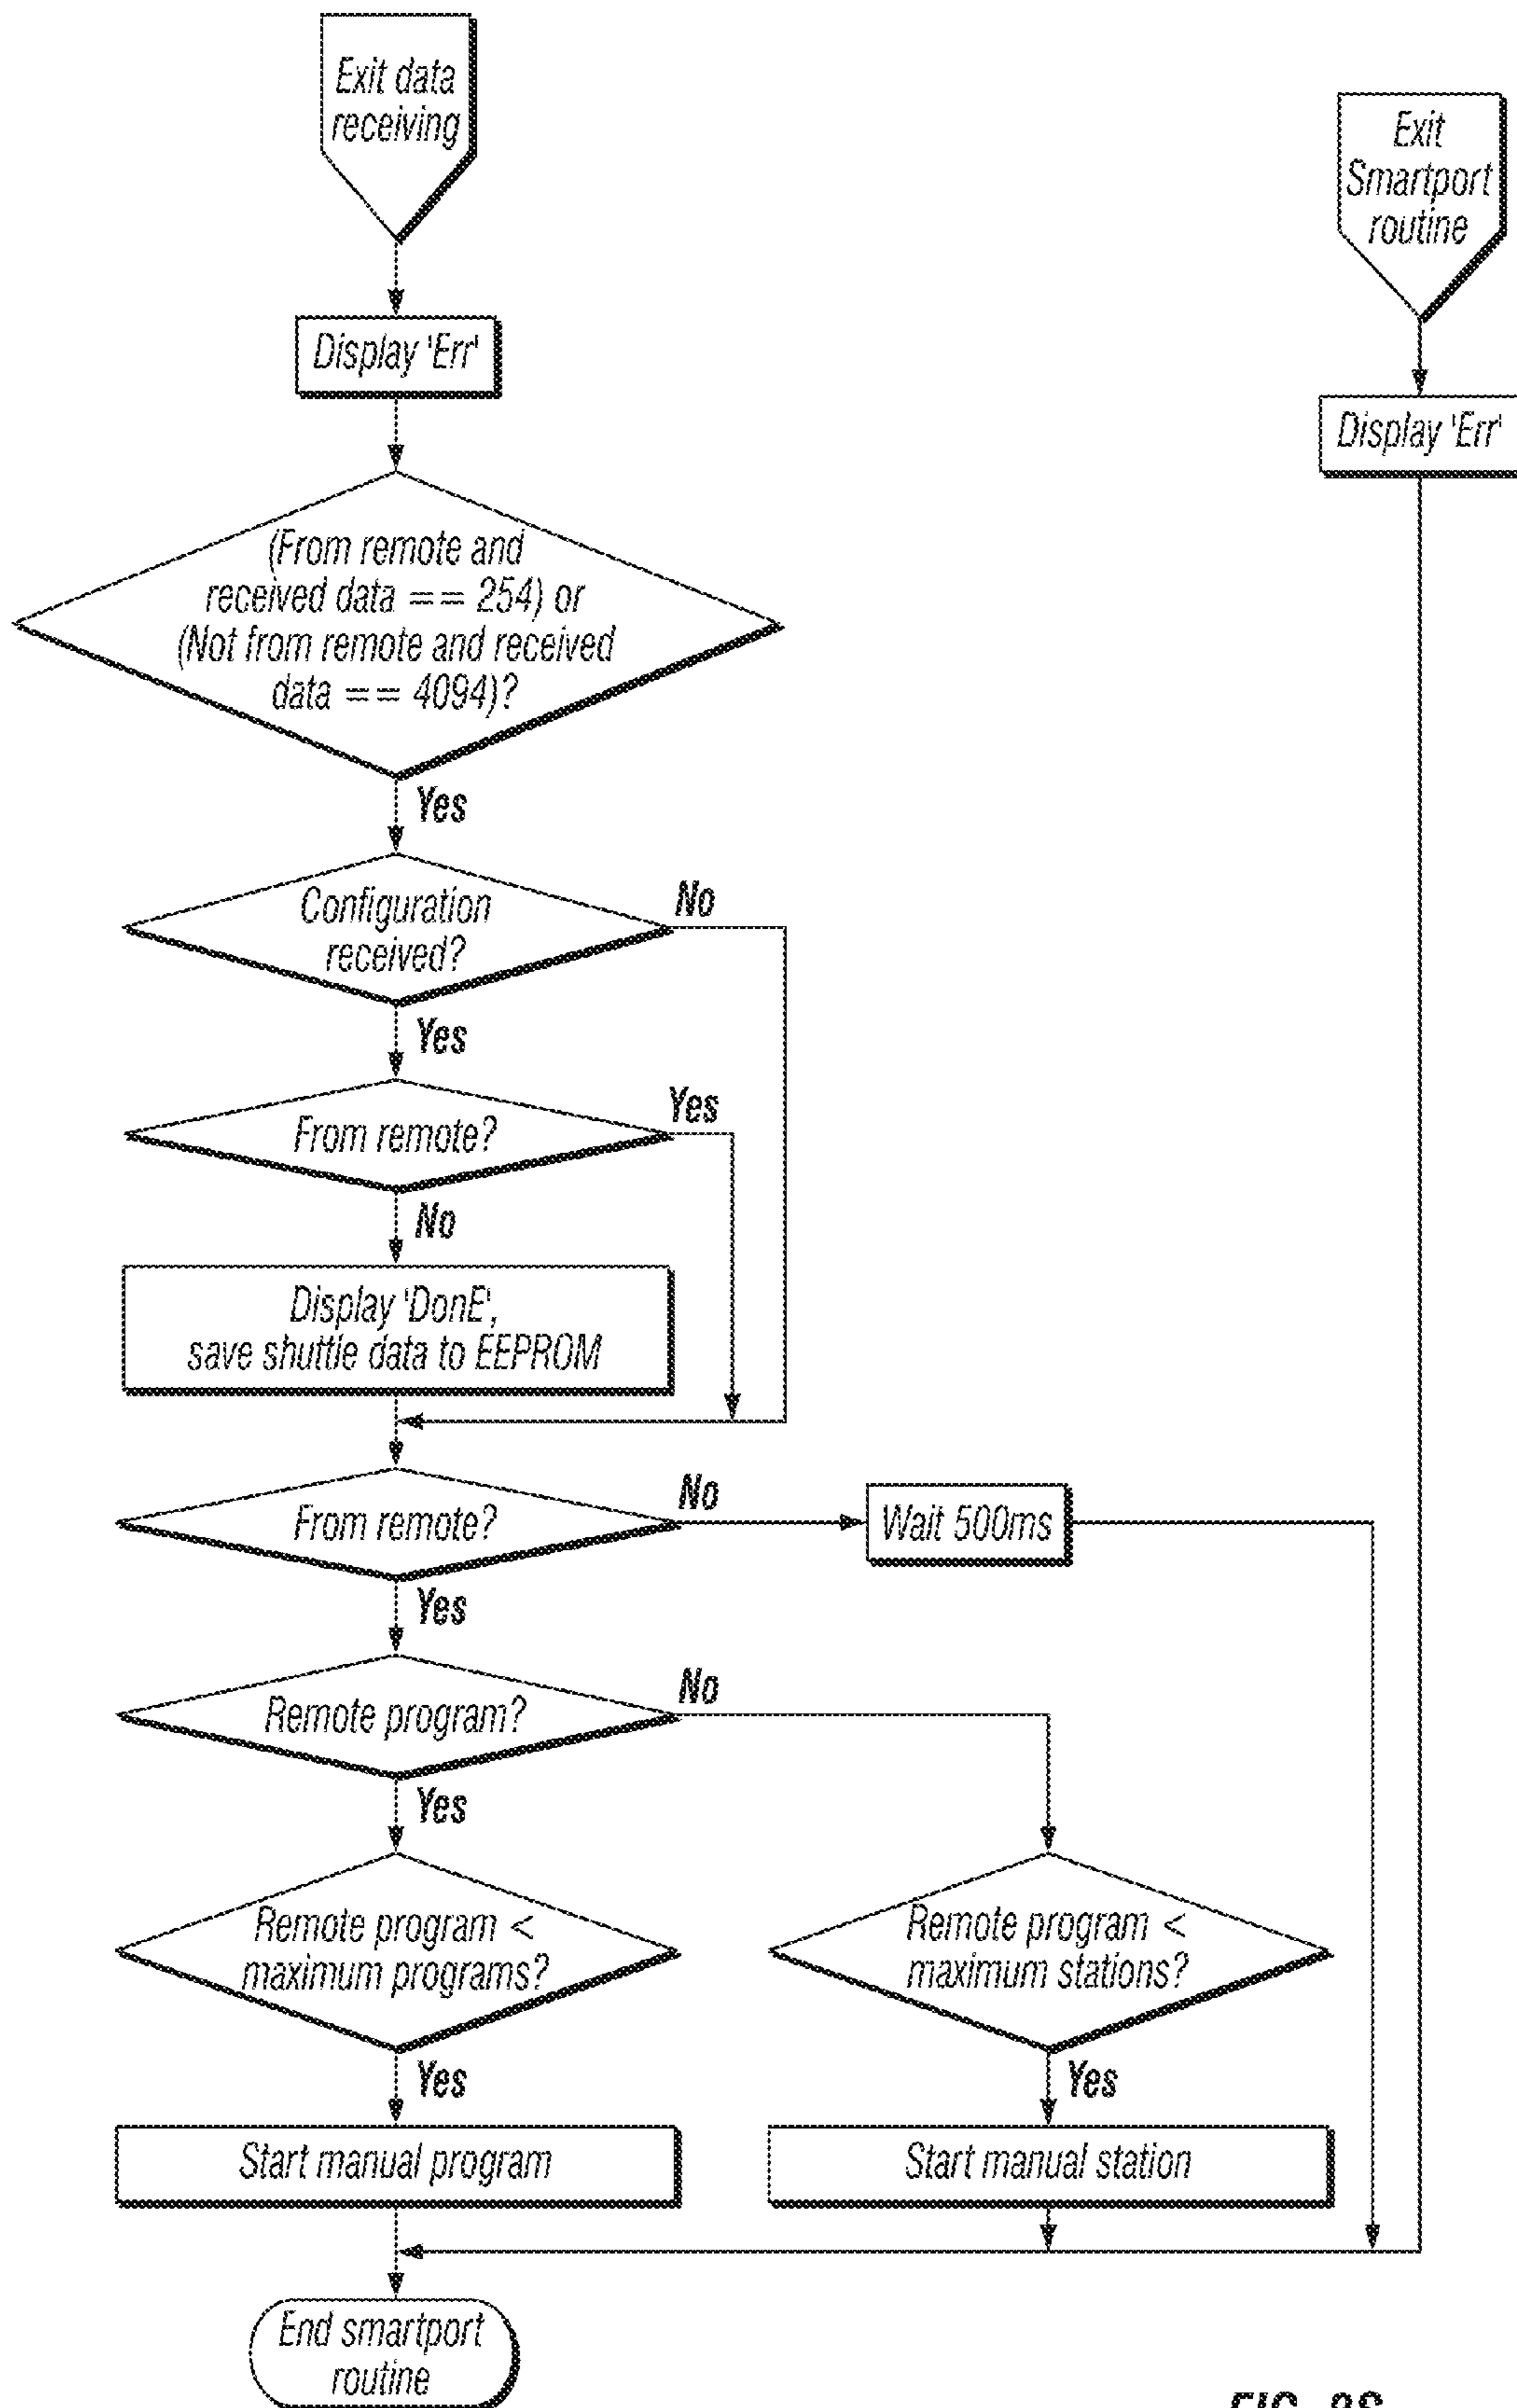 Exit data
receiving
Exit
Smartport
routine
Display 'Err'
Display 'Err'
(From remote and
received data == 254) or
(Not from remote and received
data == 4094)?
Yes
Configuration
received?
No
Yes
From remote?
Yes
No
Display 'DonE',
save shuttle data to EEPROM
From remote?
No
Wait 500ms
Yes
Remote program?
No
Yes
Remote program <
maximum programs?
Remote program <
maximum stations?
Yes
Yes
Start manual program
Start manual station
End smartport
routine